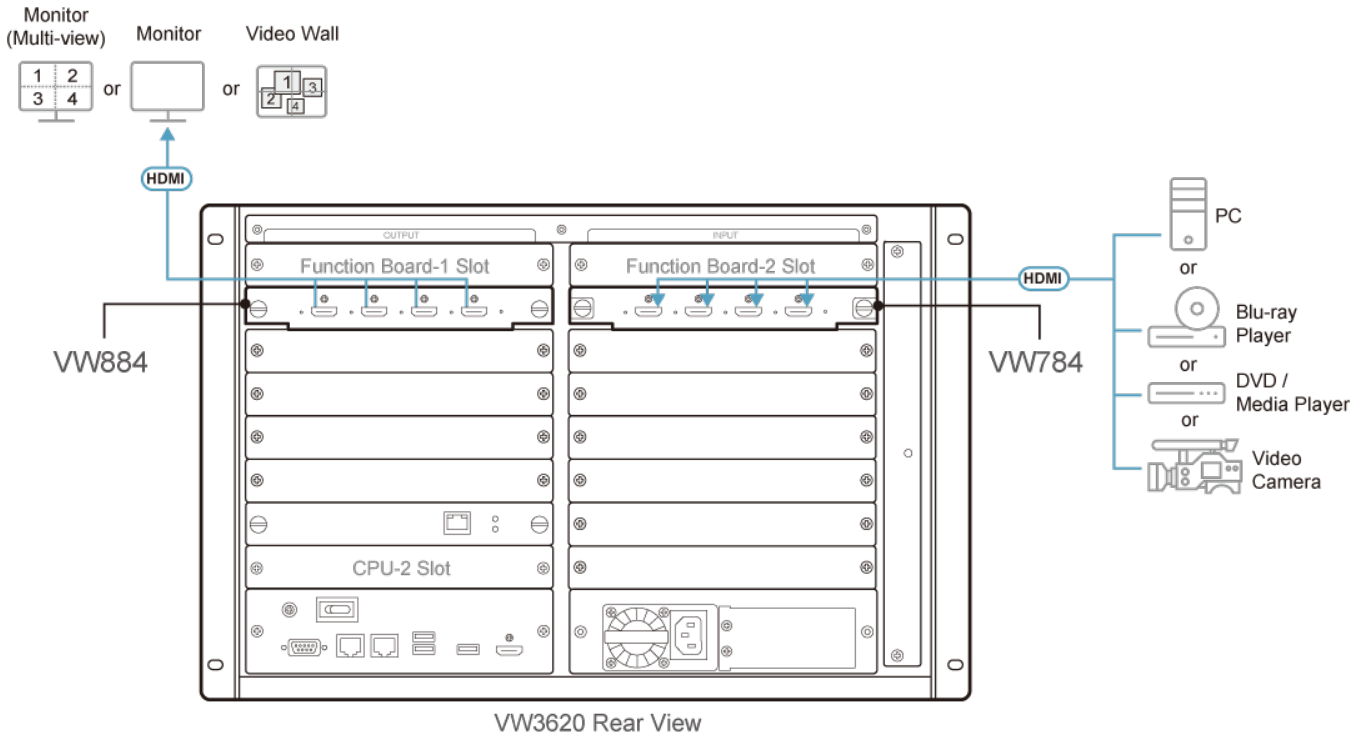 Monitor
(Multi-view)
Monitor
Video Wall
1 2
3 4
or
or
1
2
3
4
HDMI
OUTPUT
INPUT
Function Board-1 Slot
Function Board-2 Slot
HDMI
VW884
VW784
PC
or
Blu-ray
Player
or
DVD /
Media Player
or
Video
Camera
CPU-2 Slot
VW3620 Rear View